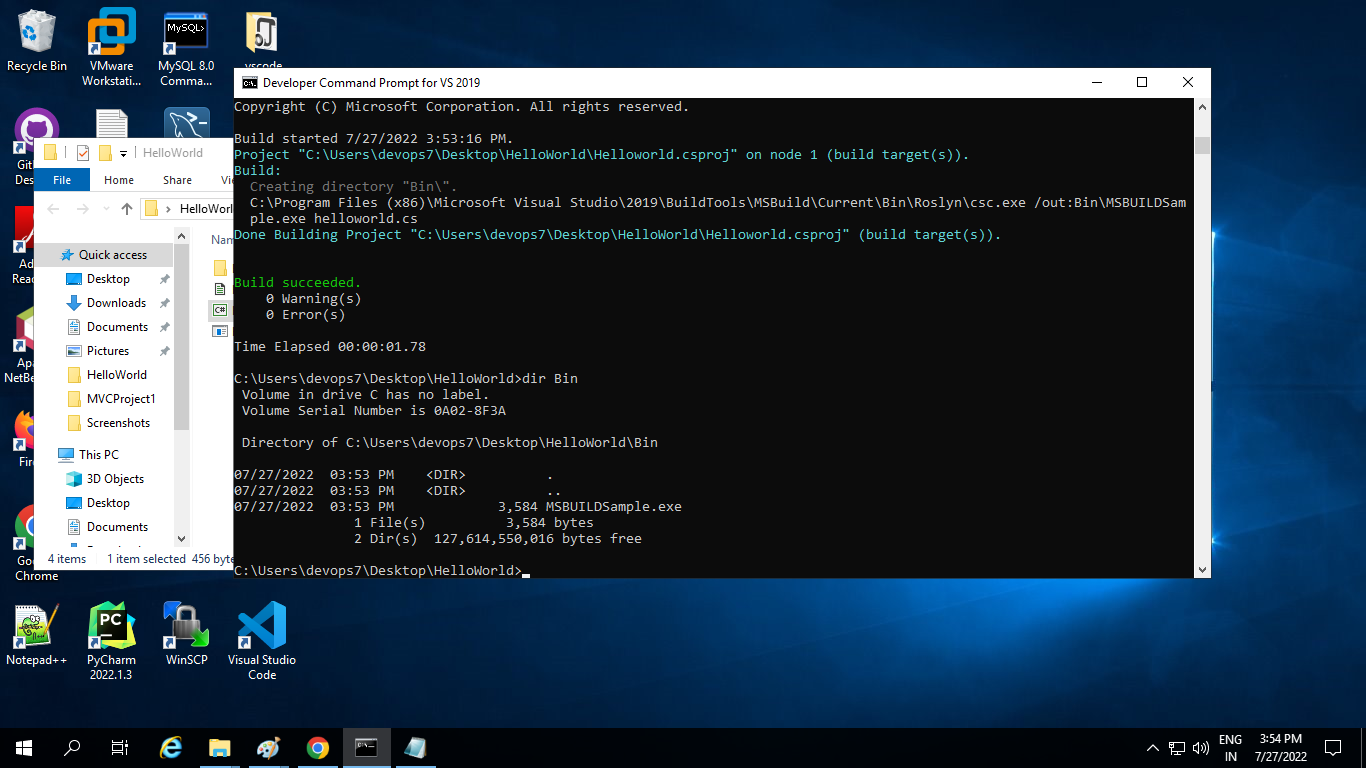 Recycle Bin
VMware
Workstati...
MySQL>
MySQL 8.0
Comma...
vscode
Developer Command Prompt for VS 2019
Copyright (C) Microsoft Corporation. All rights reserved.
Build started 7/27/2022 3:53:16 PM.
Project "C:\Users\devops7\Desktop\HelloWorld\Helloworld.csproj" on node 1 (build target(s)).
Build:
Creating directory "Bin\".
C:\Program Files (x86)\Microsoft Visual Studio\2019\BuildTools\MSBuild\Current\Bin\Roslyn\csc.exe /out:Bin\MSBUILDSam
ple.exe helloworld.cs
Done Building Project "C:\Users\devops7\Desktop\HelloWorld\Helloworld.csproj" (build target(s)).
Build succeeded.
0 Warning(s)
0 Error(s)
Time Elapsed 00:00:01.78
C:\Users\devops7\Desktop\HelloWorld>dir Bin
Volume in drive C has no label.
Volume Serial Number is 0A02-8F3A
Directory of C:\Users\devops7\Desktop\HelloWorld\Bin
07/27/2022 03:53 PM <DIR> .
07/27/2022 03:53 PM <DIR> ..
07/27/2022 03:53 PM 3,584 MSBUILDSample.exe
1 File(s) 3,584 bytes
2 Dir(s) 127,614,550,016 bytes free
C:\Users\devops7\Desktop\HelloWorld>
HelloWorld
File Home Share Vi
HelloWorl
Nam
Quick access
Desktop
Downloads
Documents
Pictures
HelloWorld
MVCProject1
Screenshots
This PC
3D Objects
Desktop
Documents
4 items 1 item selected 456 byte
Git
Des
Ad
Rea
Apa
NetBe
Fire
Goo
Chrome
C#
Notepad++
PC
PyCharm
2022.1.3
WinSCP
Visual Studio
Code
ENG
IN
3:54 PM
7/27/2022